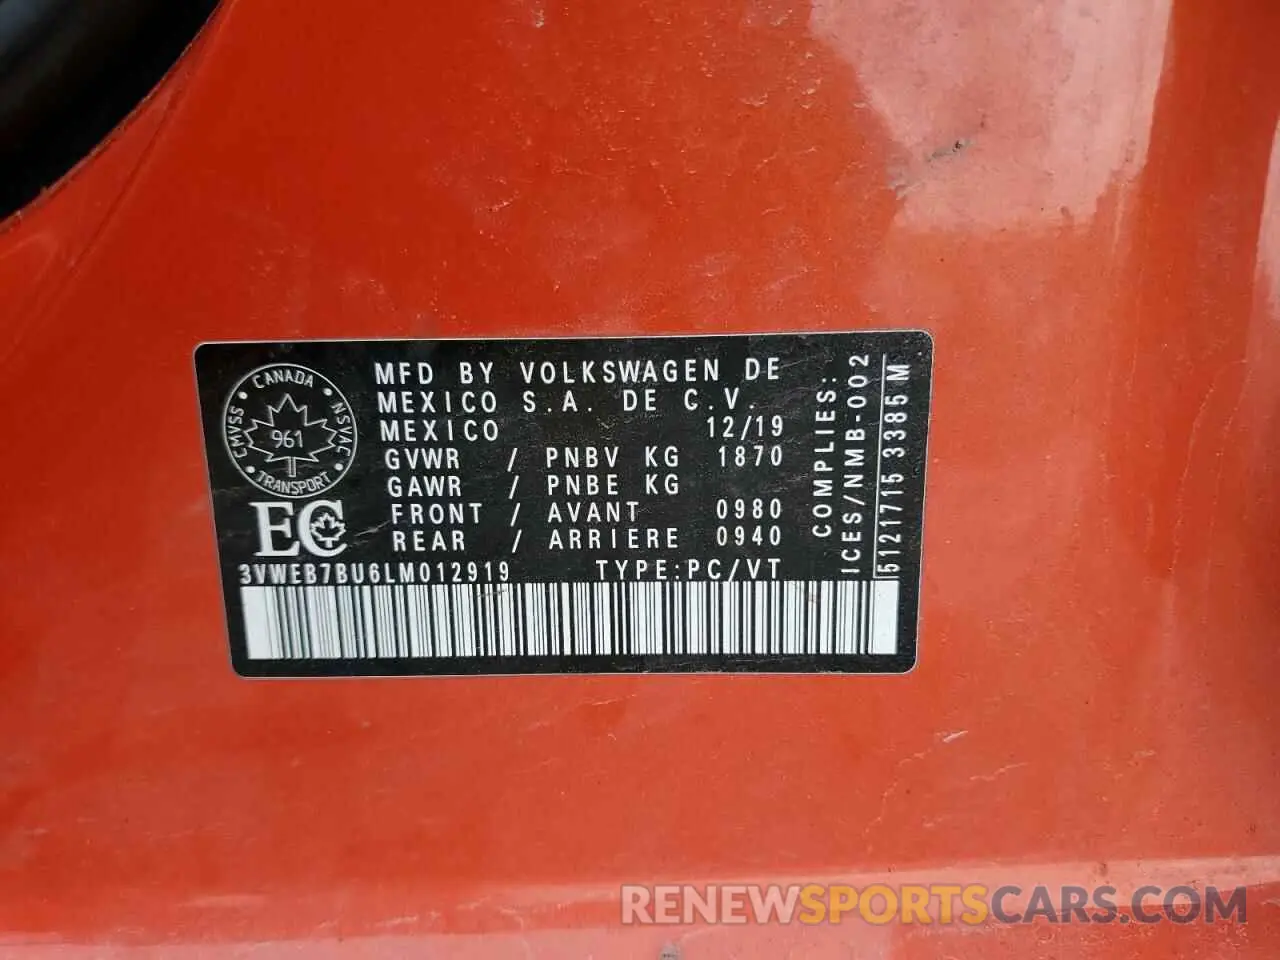 CANADA
CMVSS
NSVAC
961
TRANSPORT
EC
MFD BY VOLKSWAGEN DE
MEXICO S.A. DE C.V.
MEXICO 12/19
GVWR / PNBV KG 1870
GAWR / PNBE KG
FRONT / AVANT 0980
REAR / ARRIERE 0940
3VWEB7BU6LM012919 TYPE:PC/VT
COMPLIES:
ICES/NMB-002
5121715 3385 M
RENEWSPORTSCARS.COM